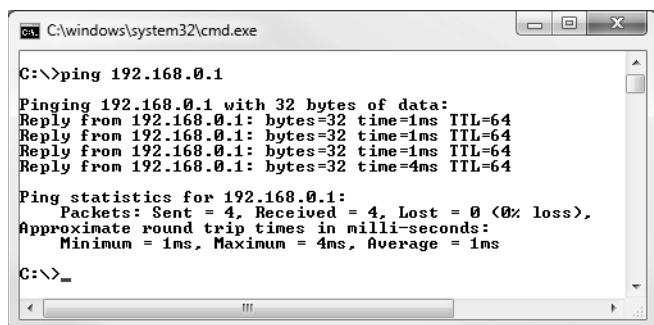 C:\windows\system32\cmd.exe
C:\>ping 192.168.0.1
Pinging 192.168.0.1 with 32 bytes of data:
Reply from 192.168.0.1: bytes=32 time=1ms TTL=64
Reply from 192.168.0.1: bytes=32 time=1ms TTL=64
Reply from 192.168.0.1: bytes=32 time=1ms TTL=64
Reply from 192.168.0.1: bytes=32 time=4ms TTL=64
Ping statistics for 192.168.0.1:
Packets: Sent = 4, Received = 4, Lost = 0 (0% loss),
Approximate round trip times in milli-seconds:
Minimum = 1ms, Maximum = 4ms, Average = 1ms
C:\>_